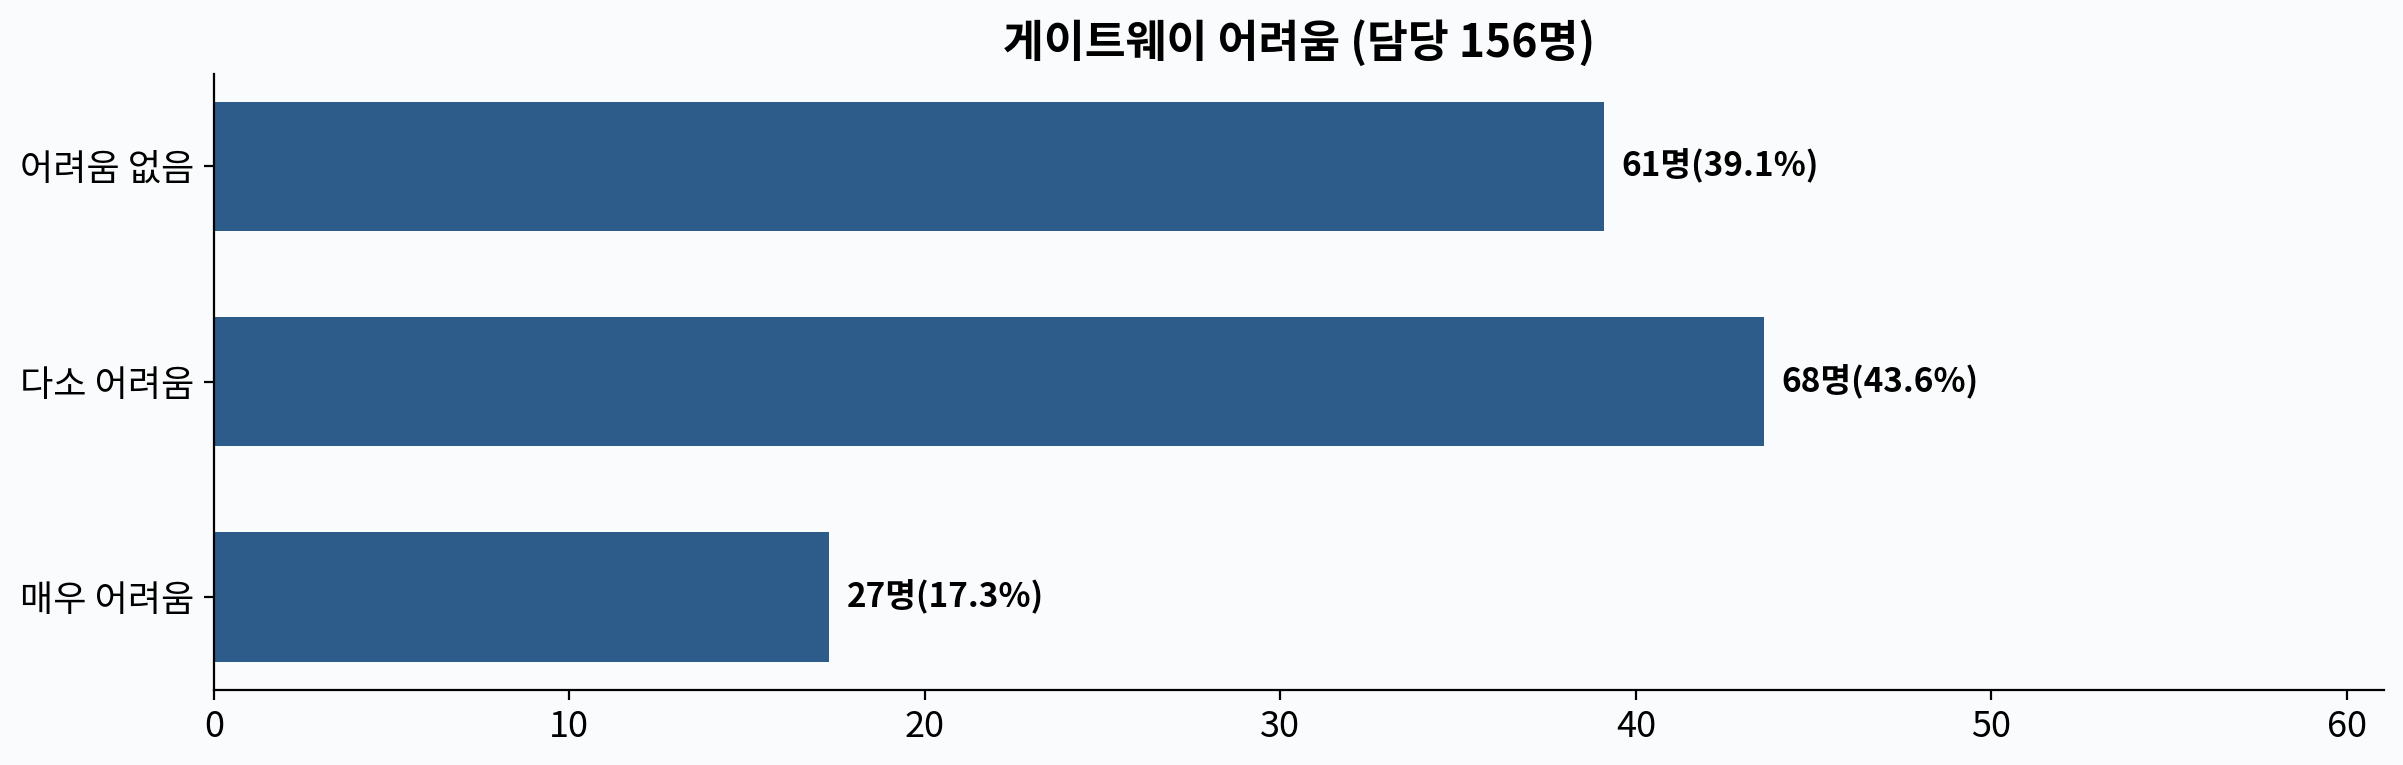 게이트웨이 어려움 (담당 156명)
어려움 없음 61명(39.1%)
다소 어려움 68명(43.6%)
매우 어려움 27명(17.3%)
0 10 20 30 40 50 60